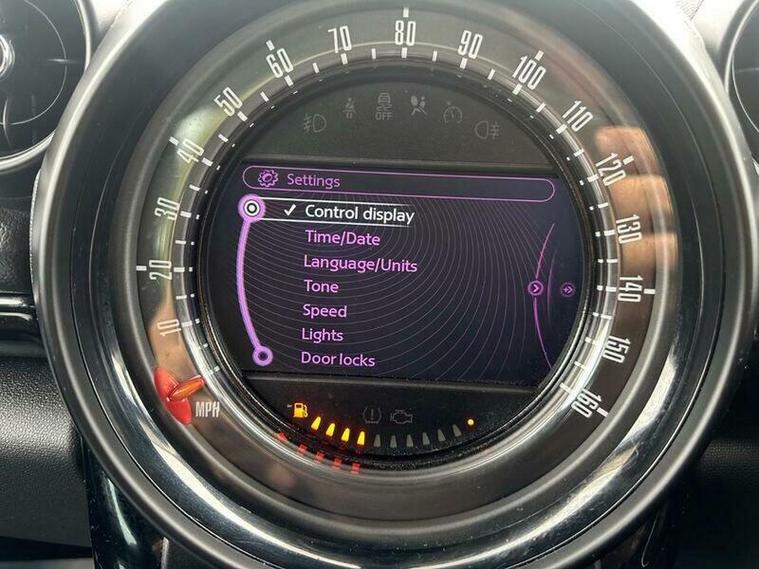 10
20
30
40
50
60
70
80
90
100
110
120
130
140
150
160
MPH
OFF
Settings
Control display
Time/Date
Language/Units
Tone
Speed
Lights
Door locks